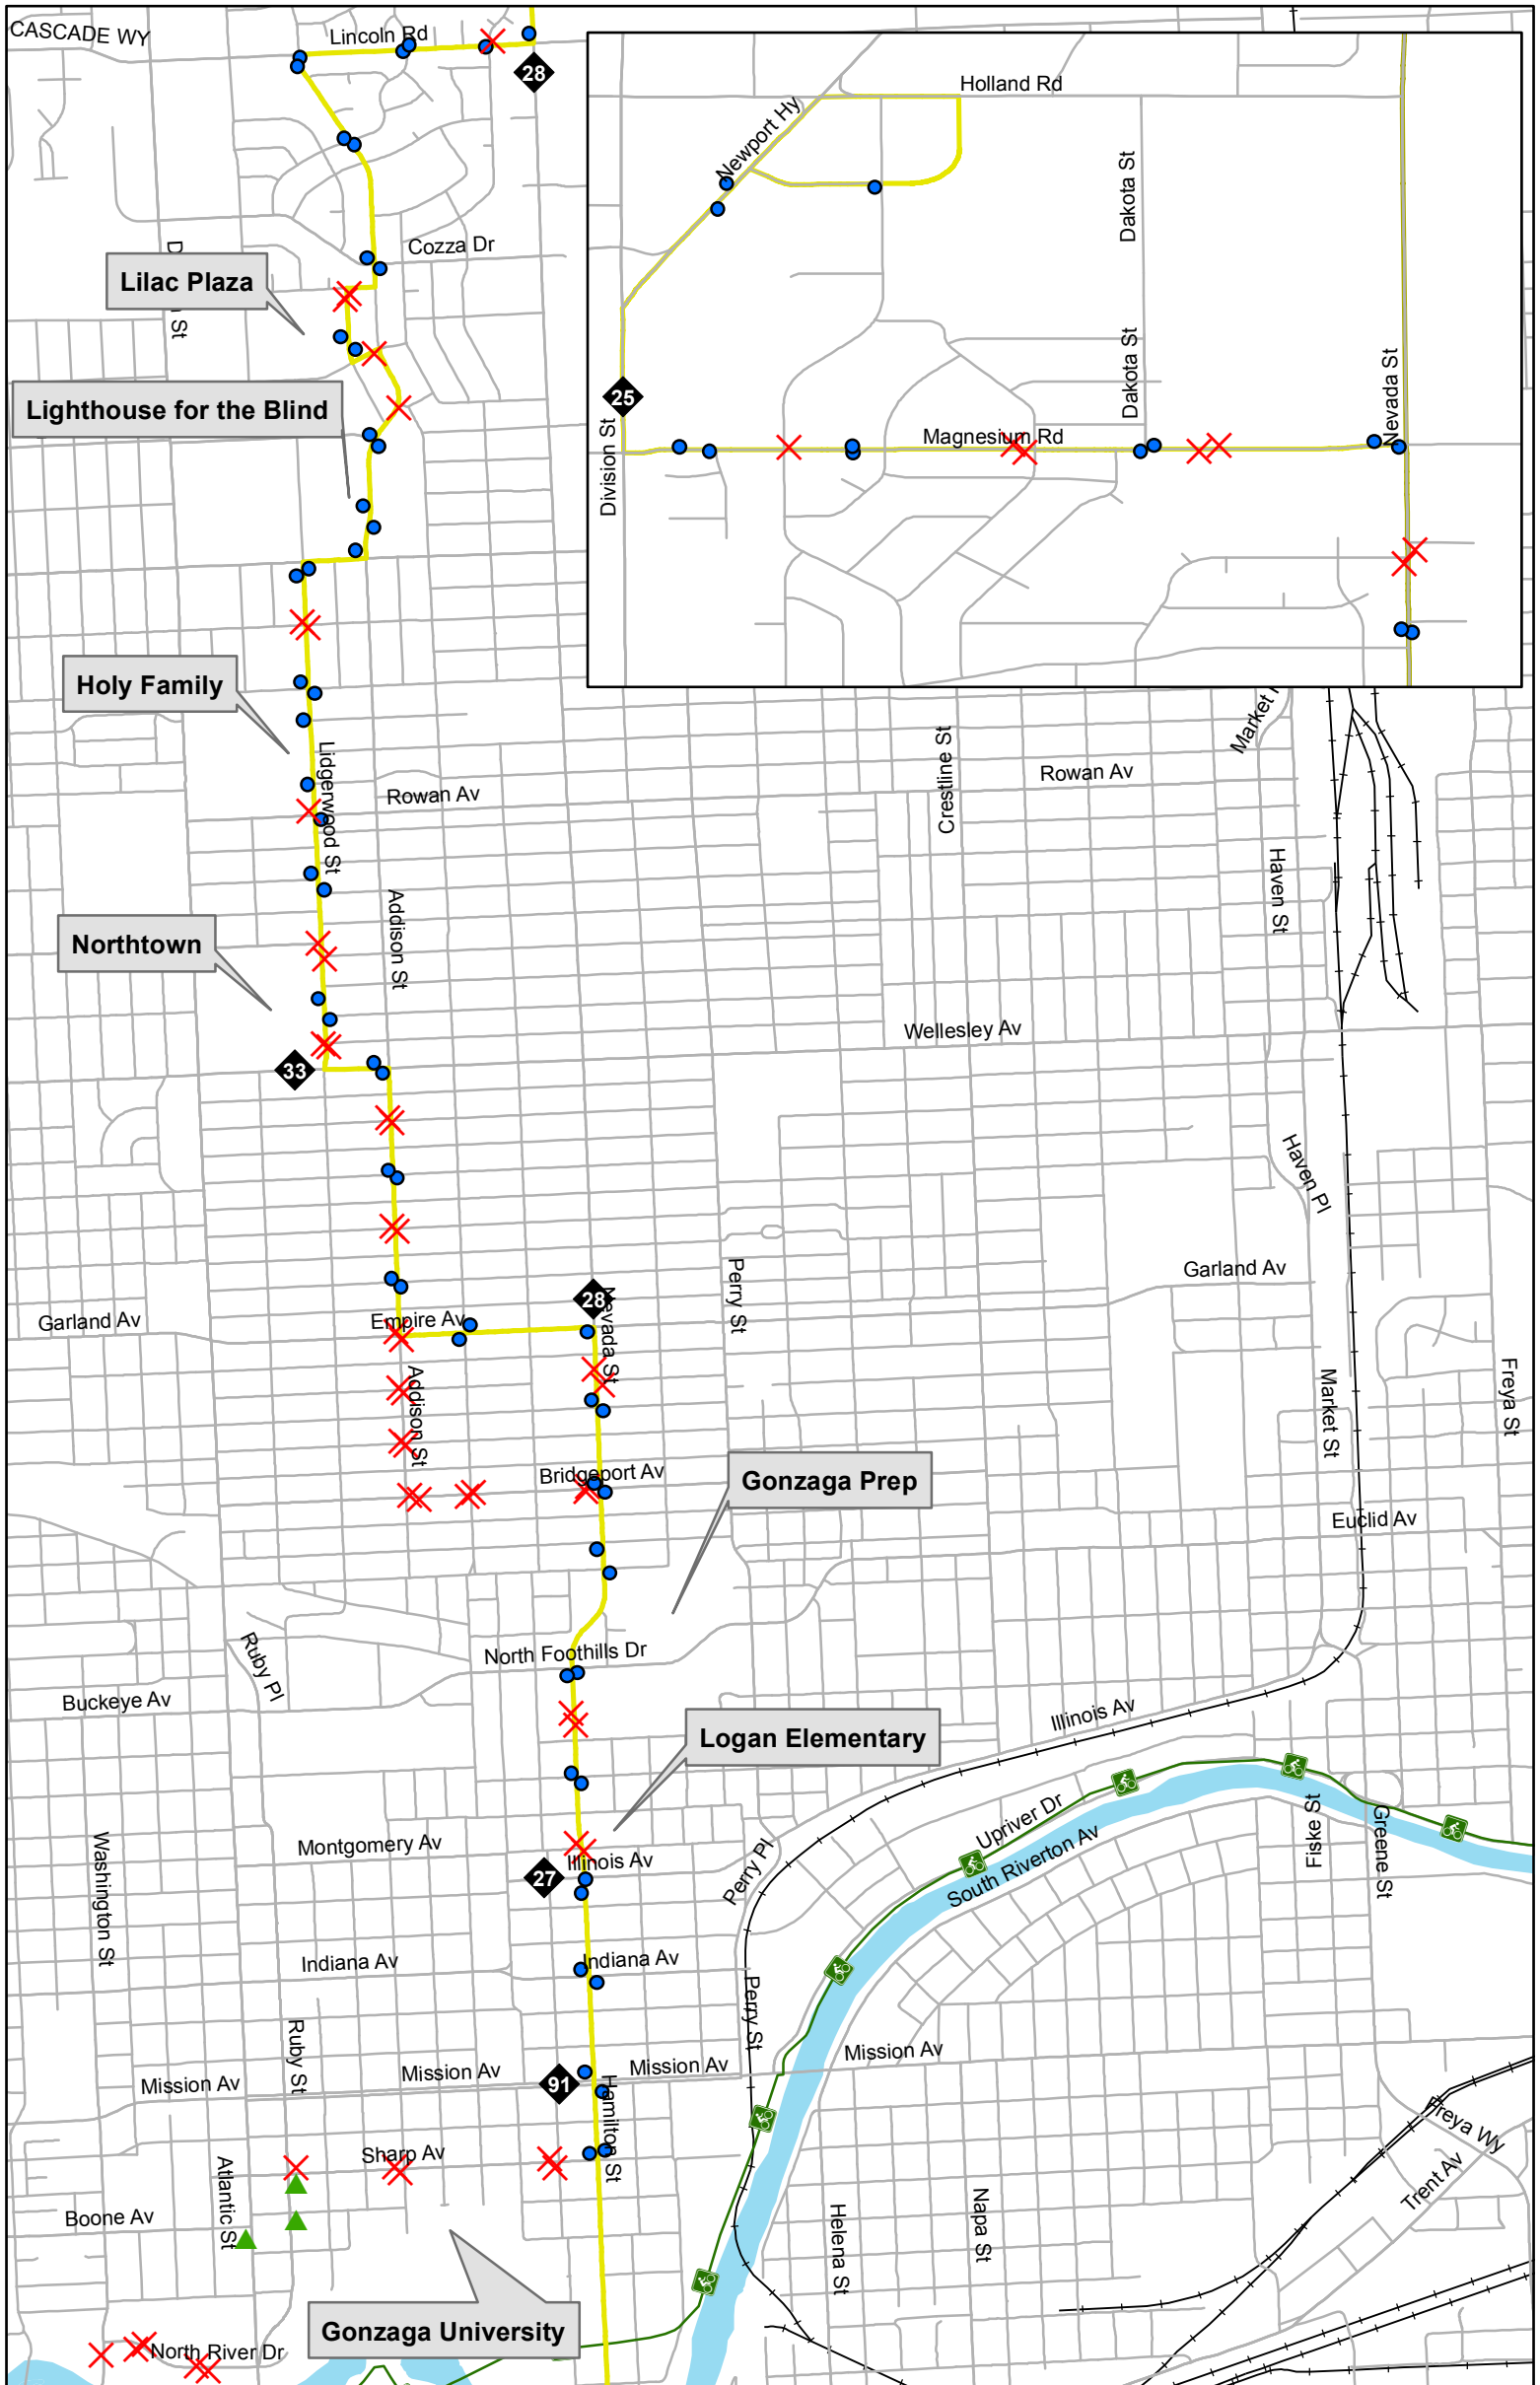 CASCADE WY
Lincoln Rd
28
Holland Rd
Newport Hy
Dakota St
Cozza Dr
Lilac Plaza
Dakota St
Nevada St
25
Lighthouse for the Blind
Magnesium Rd
Division St
Holy Family
Market
Lidgerwood St
Rowan Av
Crestline St
Rowan Av
Haven St
Addison St
Northtown
Wellesley Av
33
Haven Pl
Garland Av
Perry St
28
Nevada St
Garland Av
Empire Av
Addison St
Market St
Freya St
Bridgeport Av
Gonzaga Prep
Euclid Av
North Foothills Dr
Ruby Pl
Buckeye Av
Illinois Av
Logan Elementary
Upriver Dr
Fiske St
Greene St
Washington St
Montgomery Av
Illinois Av
27
Perry Pl
South Riverton Av
Indiana Av
Indiana Av
Perry St
Ruby St
Mission Av
Mission Av
Mission Av
Mission Av
91
Hamilton St
Freya Wy
Trent Av
Sharp Av
Atlantic St
Boone Av
Helena St
Napa St
Gonzaga University
North River Dr